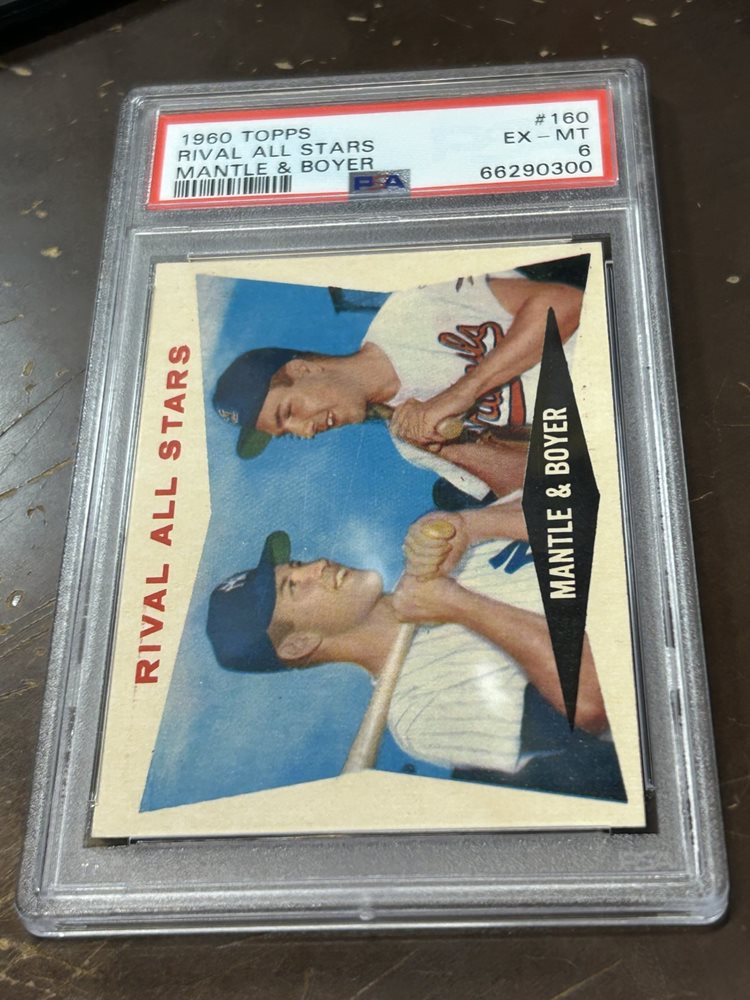 1960 TOPPS
RIVAL ALL STARS
MANTLE & BOYER
#160
EX-MT
6
66290300
PSA
RIVAL ALL STARS
MANTLE & BOYER